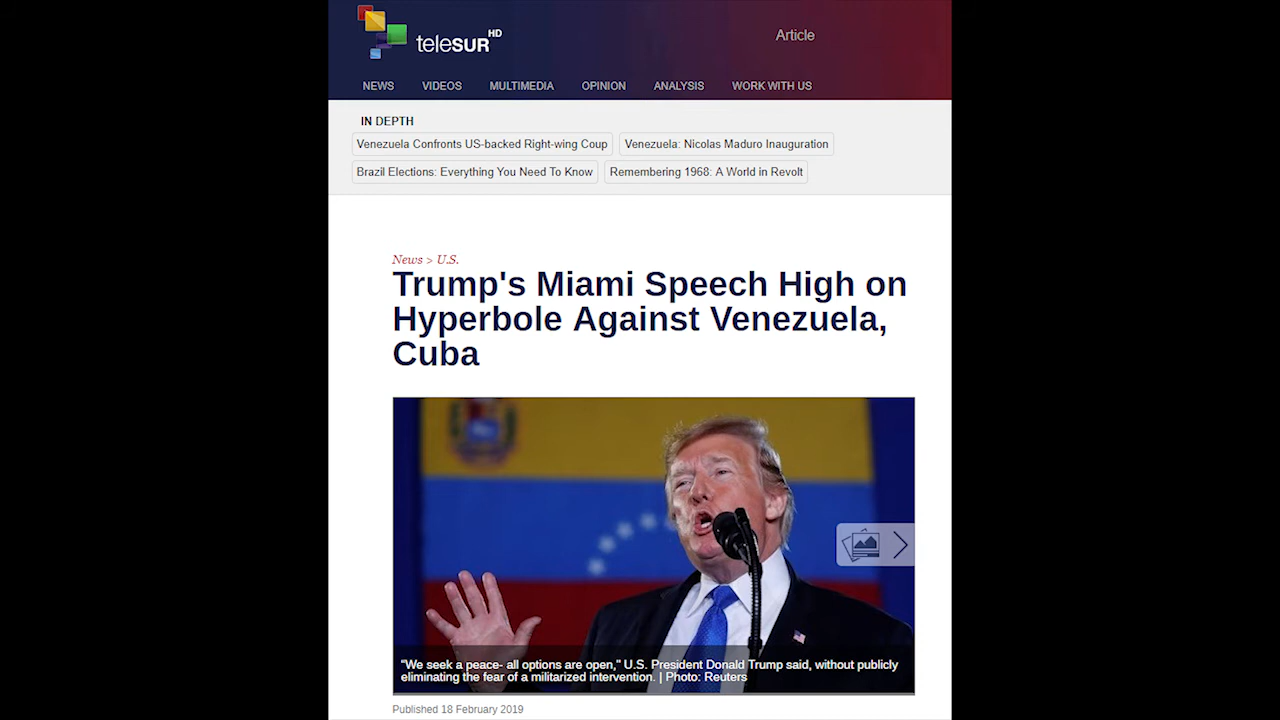 teleSURHD
Article
NEWS VIDEOS MULTIMEDIA OPINION ANALYSIS WORK WITH US
IN DEPTH
Venezuela Confronts US-backed Right-wing Coup Venezuela: Nicolas Maduro Inauguration
Brazil Elections: Everything You Need To Know Remembering 1968: A World in Revolt
News > U.S.
Trump's Miami Speech High on
Hyperbole Against Venezuela,
Cuba
"We seek a peace- all options are open," U.S. President Donald Trump said, without publicly
eliminating the fear of a militarized intervention. | Photo: Reuters
Published 18 February 2019